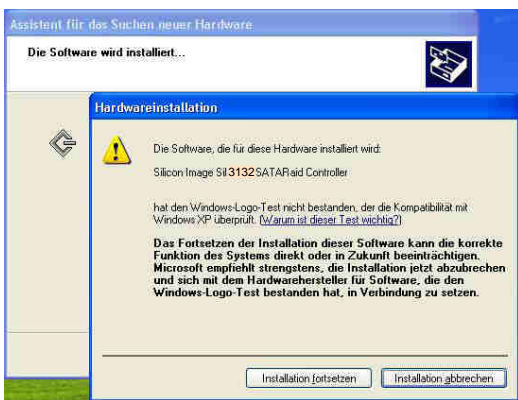 Assistent für das Suchen neuer Hardware
Die Software wird installiert...
Hardwareinstallation
Die Software, die für diese Hardware installiert wird:
Silicon Image SiI 3132 SATARaid Controller
hat den Windows-Logo-Test nicht bestanden, der die Kompatibilität mit
Windows XP überprüft. (Warum ist dieser Test wichtig?)
Das Fortsetzen der Installation dieser Software kann die korrekte
Funktion des Systems direkt oder in Zukunft beeinträchtigen.
Microsoft empfiehlt strengstens, die Installation jetzt abzubrechen
und sich mit dem Hardwarehersteller für Software, die den
Windows-Logo-Test bestanden hat, in Verbindung zu setzen.
Installation fortsetzen
Installation abbrechen